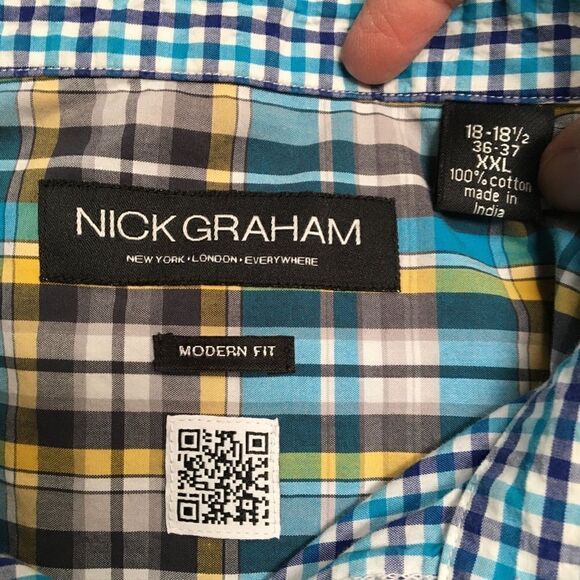 NICK GRAHAM
NEW YORK • LONDON • EVERYWHERE
MODERN FIT
18-18½
36-37
XXL
100% cotton
made in
India